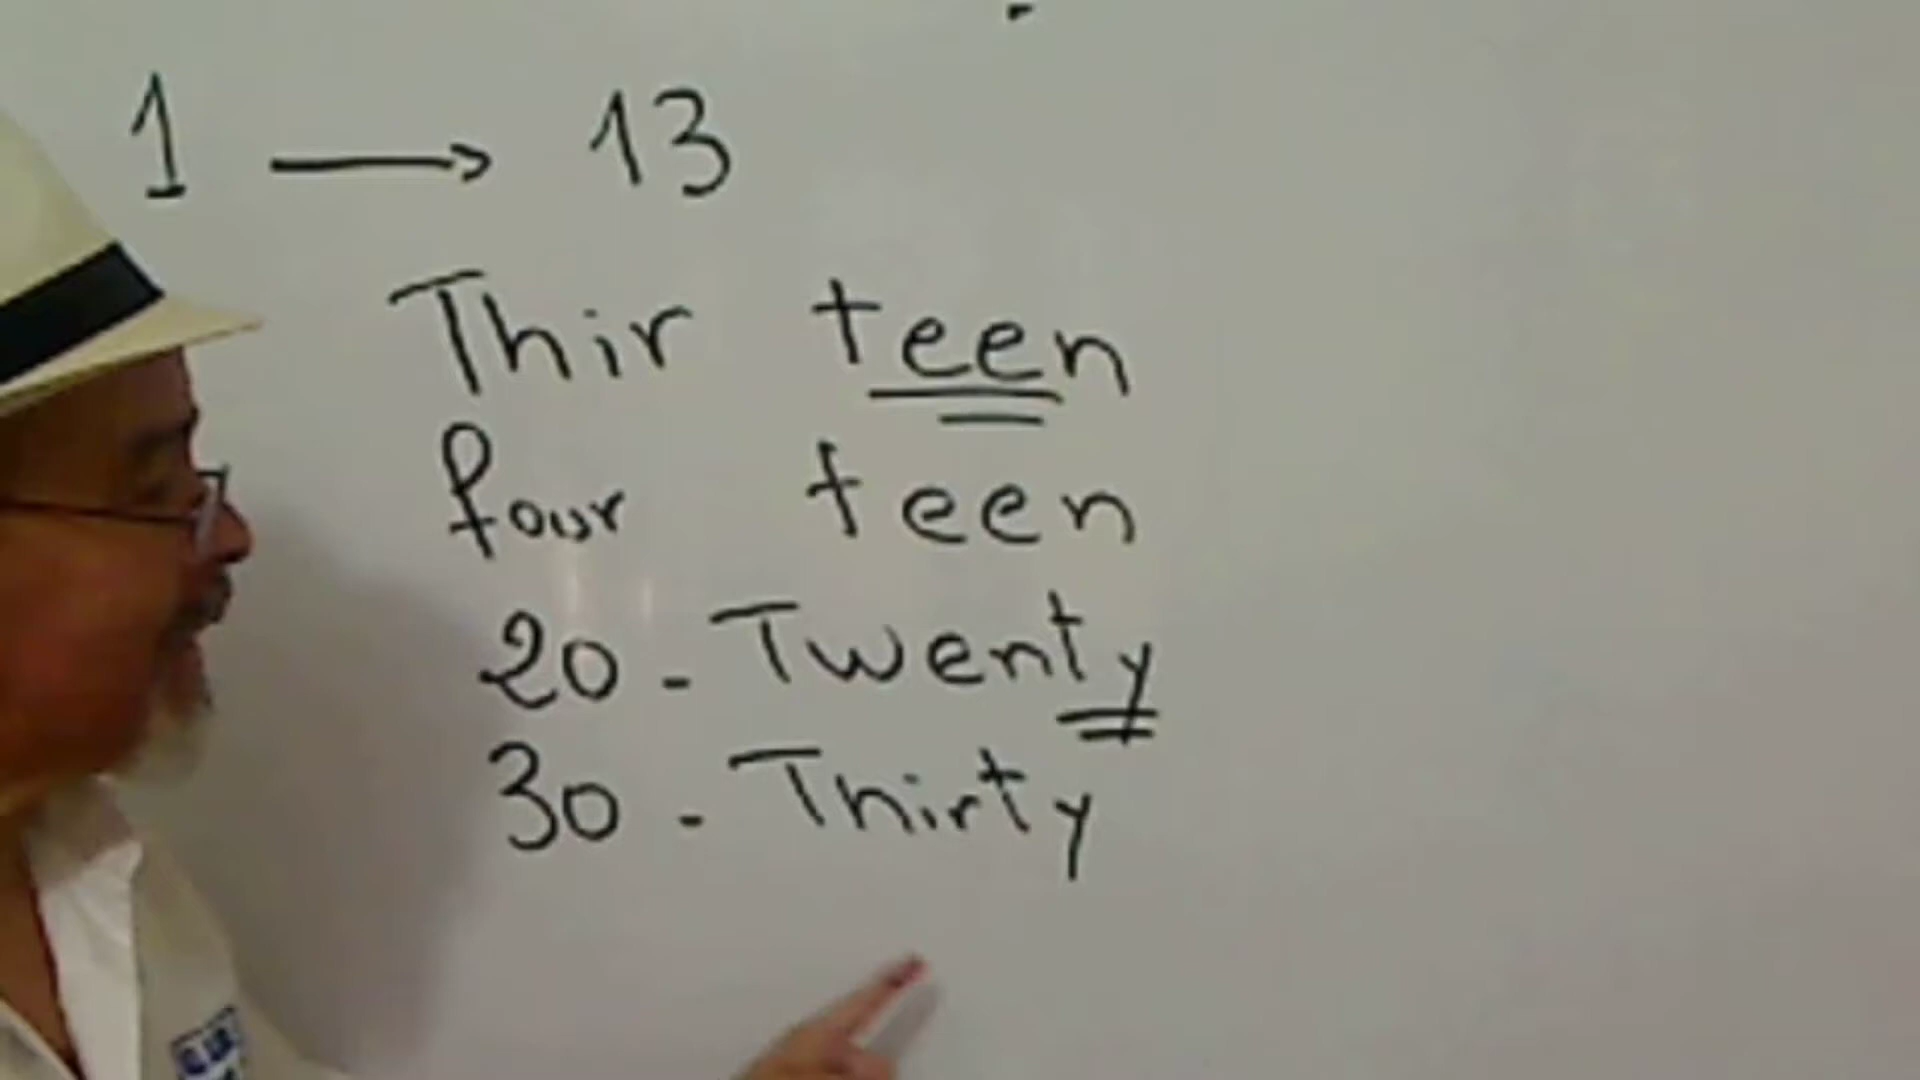 1 → 13
Thir teen
four teen
20 - Twenty
30 - Thirty